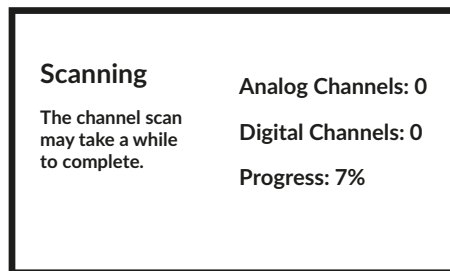 Scanning
The channel scan
may take a while
to complete.
Analog Channels: 0
Digital Channels: 0
Progress: 7%